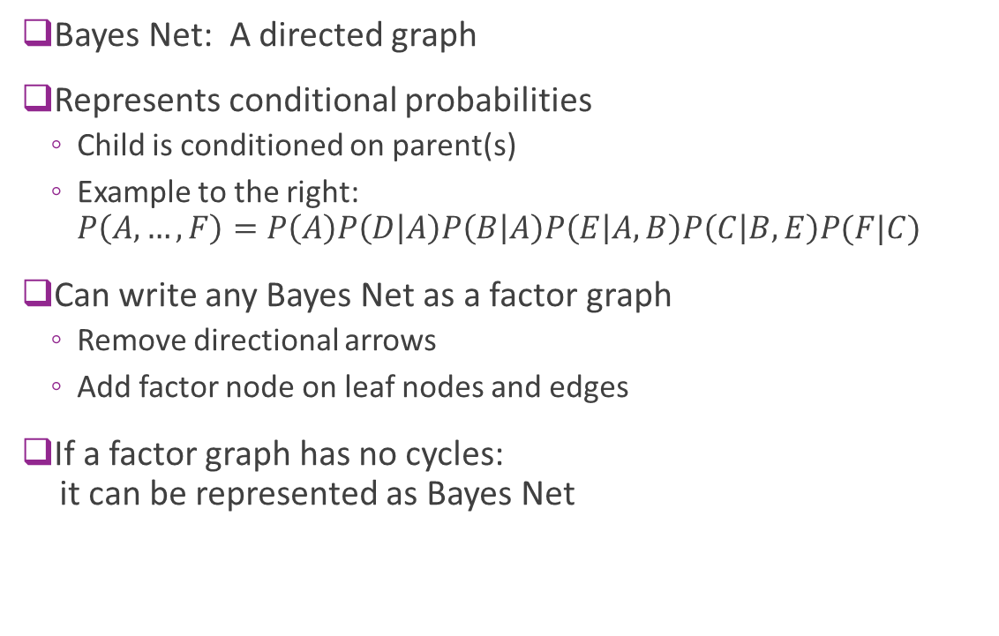 ❑Bayes Net:  A directed graph
❑Represents conditional probabilities
◦ Child is conditioned on parent(s)
◦ Example to the right:
𝑃(𝐴, … , 𝐹) = 𝑃(𝐴)𝑃(𝐷|𝐴)𝑃(𝐵|𝐴)𝑃(𝐸|𝐴, 𝐵)𝑃(𝐶|𝐵, 𝐸)𝑃(𝐹|𝐶)
❑Can write any Bayes Net as a factor graph
◦ Remove directional arrows
◦ Add factor node on leaf nodes and edges
❑If a factor graph has no cycles:
it can be represented as Bayes Net